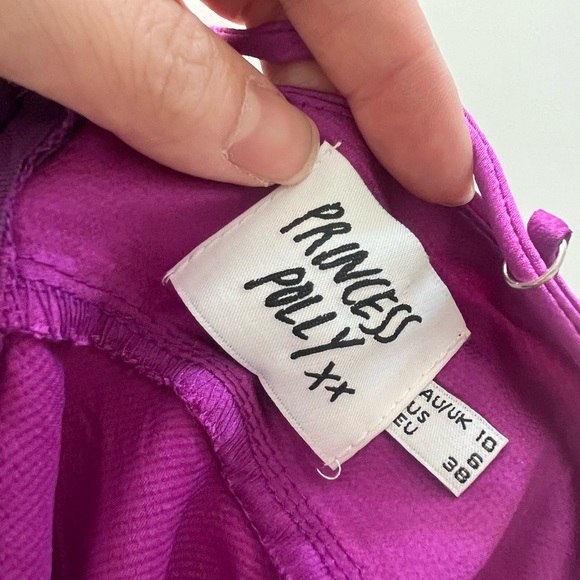 PRINCESS
POLLY xx
AU/UK 10
US 6
EU 38